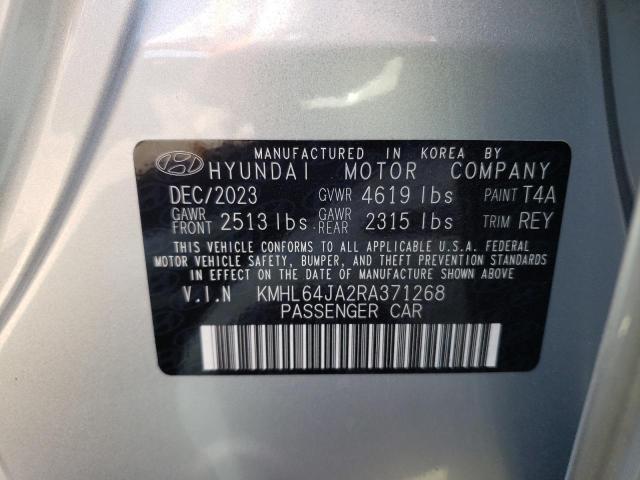 MANUFACTURED IN KOREA BY
HYUNDAI MOTOR COMPANY
DEC/2023 GVWR 4619 lbs PAINT T4A
GAWR FRONT 2513 lbs GAWR REAR 2315 lbs TRIM REY
THIS VEHICLE CONFORMS TO ALL APPLICABLE U.S.A. FEDERAL
MOTOR VEHICLE SAFETY, BUMPER, AND THEFT PREVENTION STANDARDS
IN EFFECT ON THE DATE OF MANUFACTURE SHOWN ABOVE.
V.I.N KMHL64JA2RA371268
PASSENGER CAR